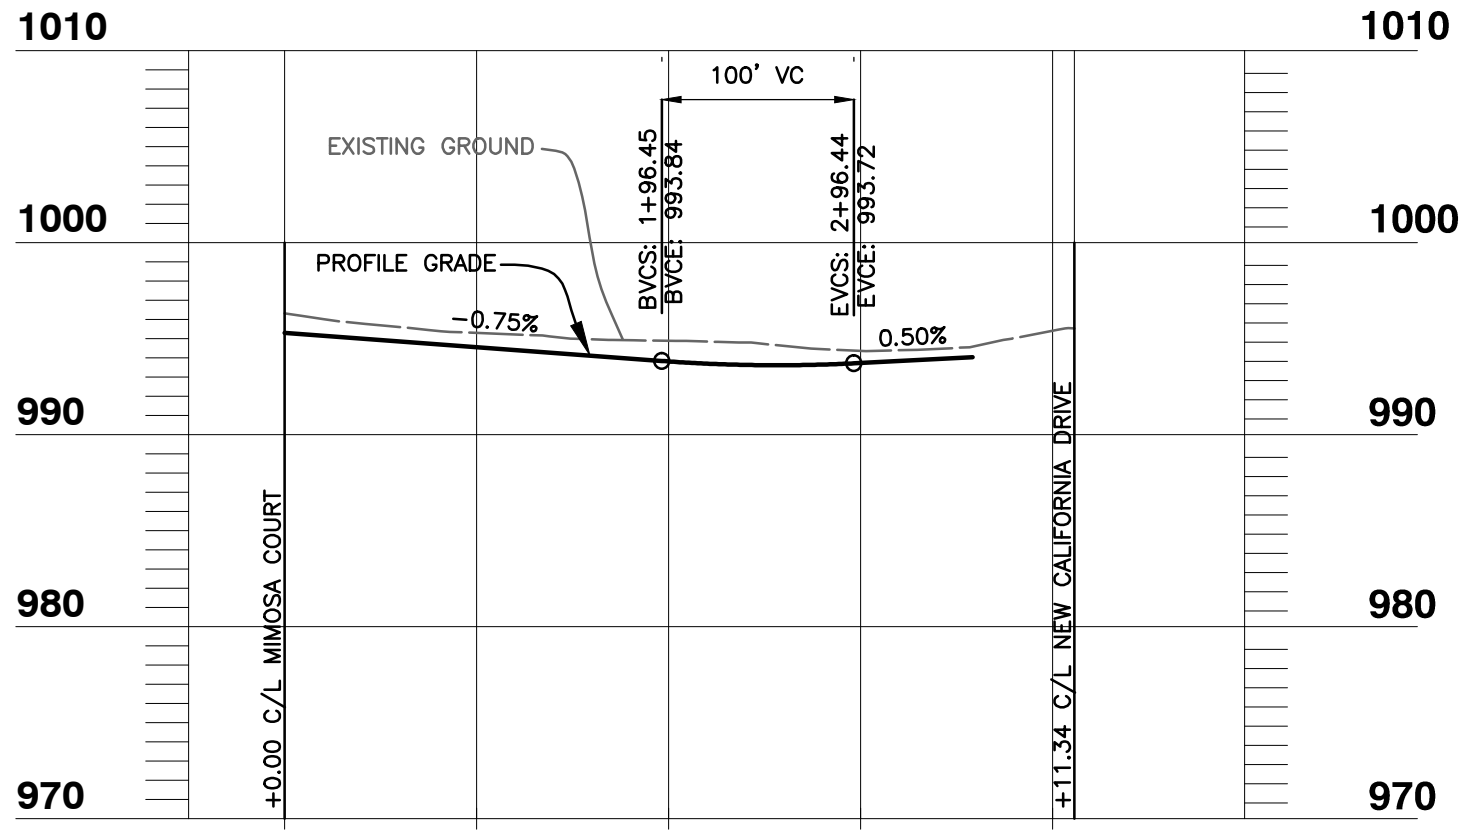 1010 1010
100' VC
EXISTING GROUND
BVCS: 1+96.45
BVCE: 993.84
EVCS: 2+96.44
EVCE: 993.72
1000 1000
PROFILE GRADE
-0.75%
0.50%
990 990
+0.00 C/L MIMOSA COURT
+11.34 C/L NEW CALIFORNIA DRIVE
980 980
970 970